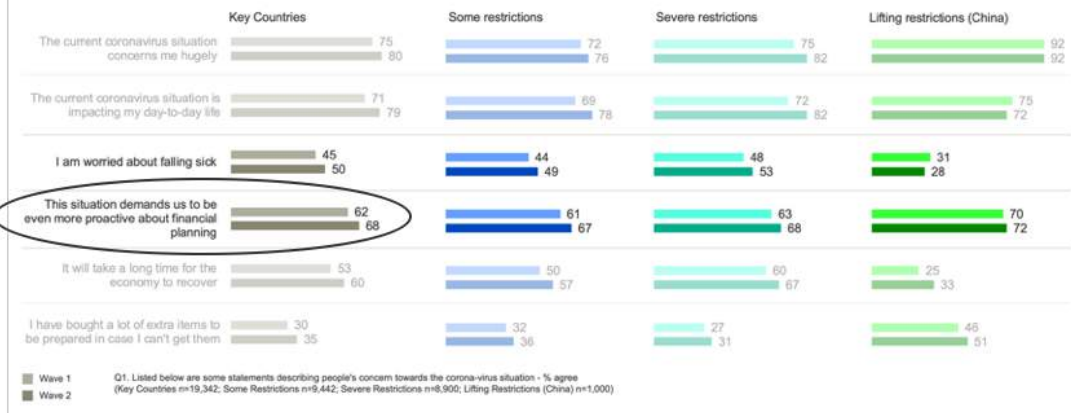 Key Countries Some restrictions Severe restrictions Lifting restrictions (China)
The current coronavirus situation
concerns me hugely
75 72 75 92
80 76 82 92
The current coronavirus situation is
impacting my day-to-day life
71 69 72 75
79 78 82 72
I am worried about falling sick
45 44 48 31
50 49 53 28
This situation demands us to be
even more proactive about financial
planning
62 61 63 70
68 67 68 72
It will take a long time for the
economy to recover
53 50 60 25
60 57 67 33
I have bought a lot of extra items to
be prepared in case I can't get them
30 32 27 46
35 36 31 51
Wave 1
Wave 2
Q1. Listed below are some statements describing people's concern towards the corona-virus situation - % agree
(Key Countries n=19,342; Some Restrictions n=9,442; Severe Restrictions n=8,900; Lifting Restrictions (China) n=1,000)